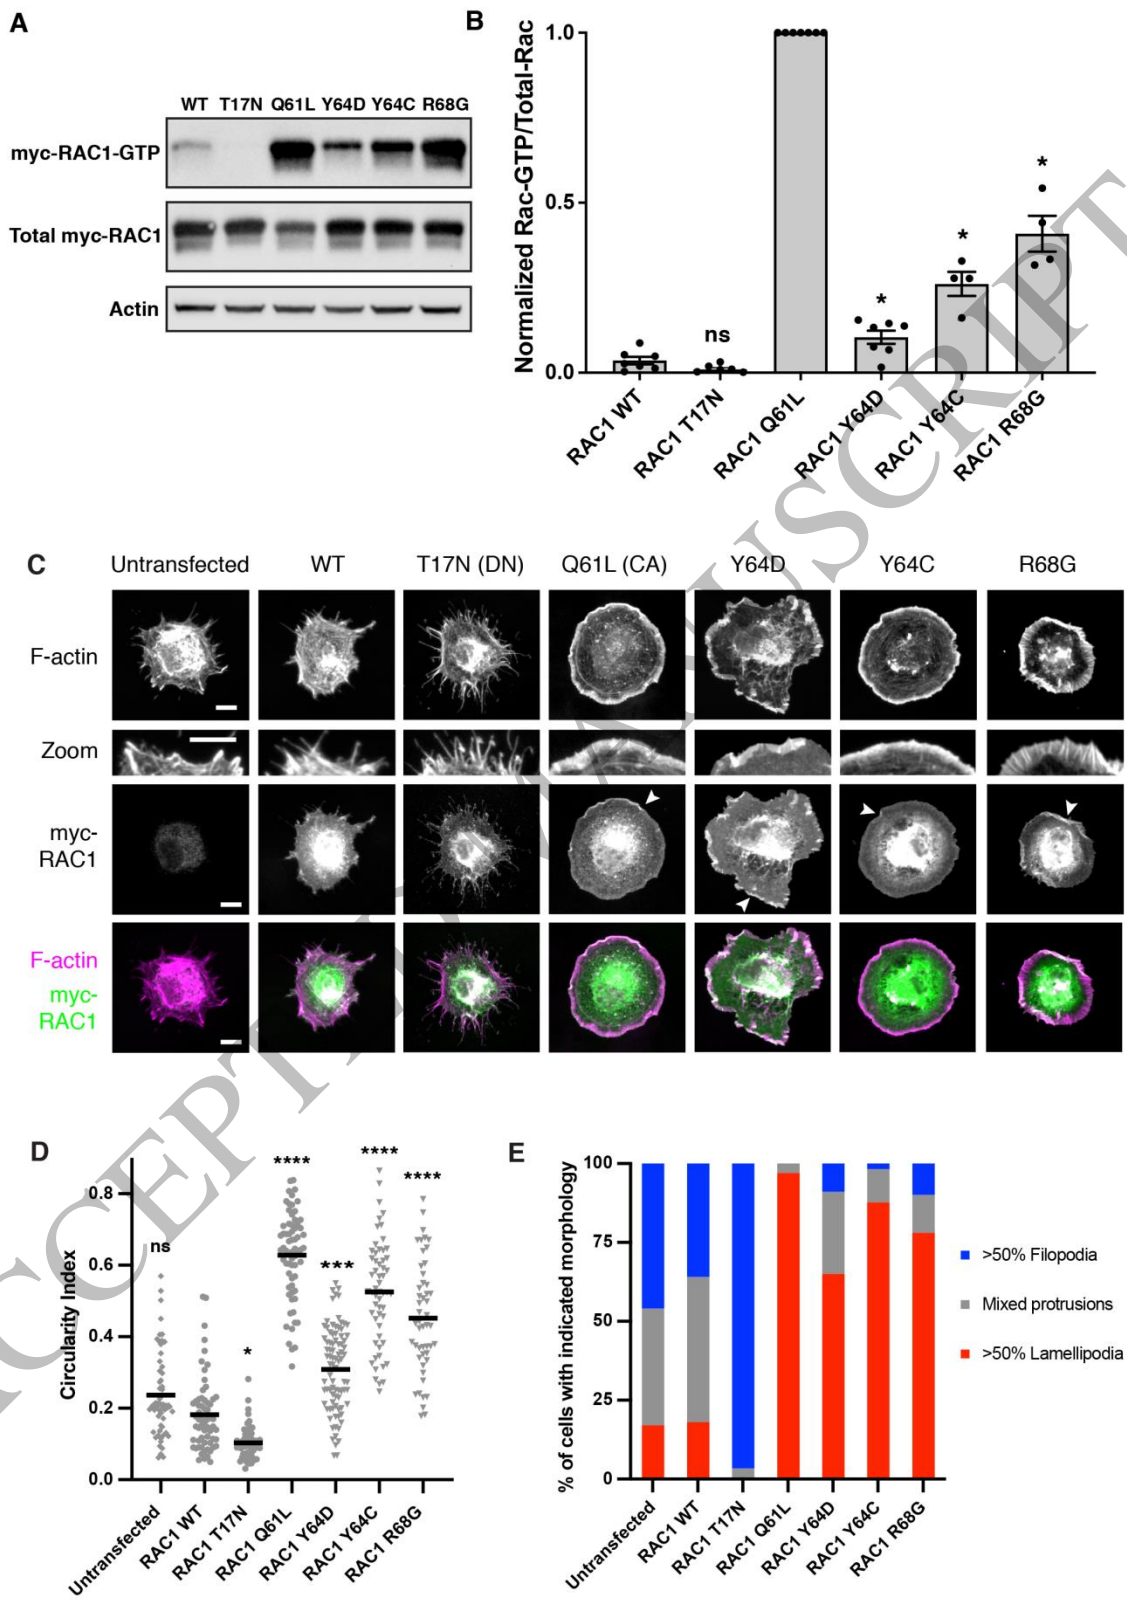 A
WT T17N Q61L Y64D Y64C R68G
myc-RAC1-GTP
Total myc-RAC1
Actin
B
Normalized Rac-GTP/Total-Rac
1.0
0.5
0.0
ns
*
*
*
RAC1 WT
RAC1 T17N
RAC1 Q61L
RAC1 Y64D
RAC1 Y64C
RAC1 R68G
C
Untransfected WT T17N (DN) Q61L (CA) Y64D Y64C R68G
F-actin
Zoom
myc-
RAC1
F-actin
myc-
RAC1
D
Circularity Index
0.8
0.6
0.4
0.2
0.0
ns
*
****
***
****
****
Untransfected
RAC1 WT
RAC1 T17N
RAC1 Q61L
RAC1 Y64D
RAC1 Y64C
RAC1 R68G
E
% of cells with indicated morphology
100
75
50
25
0
Untransfected
RAC1 WT
RAC1 T17N
RAC1 Q61L
RAC1 Y64D
RAC1 Y64C
RAC1 R68G
>50% Filopodia
Mixed protrusions
>50% Lamellipodia
ACCEPTED MANUSCRIPT